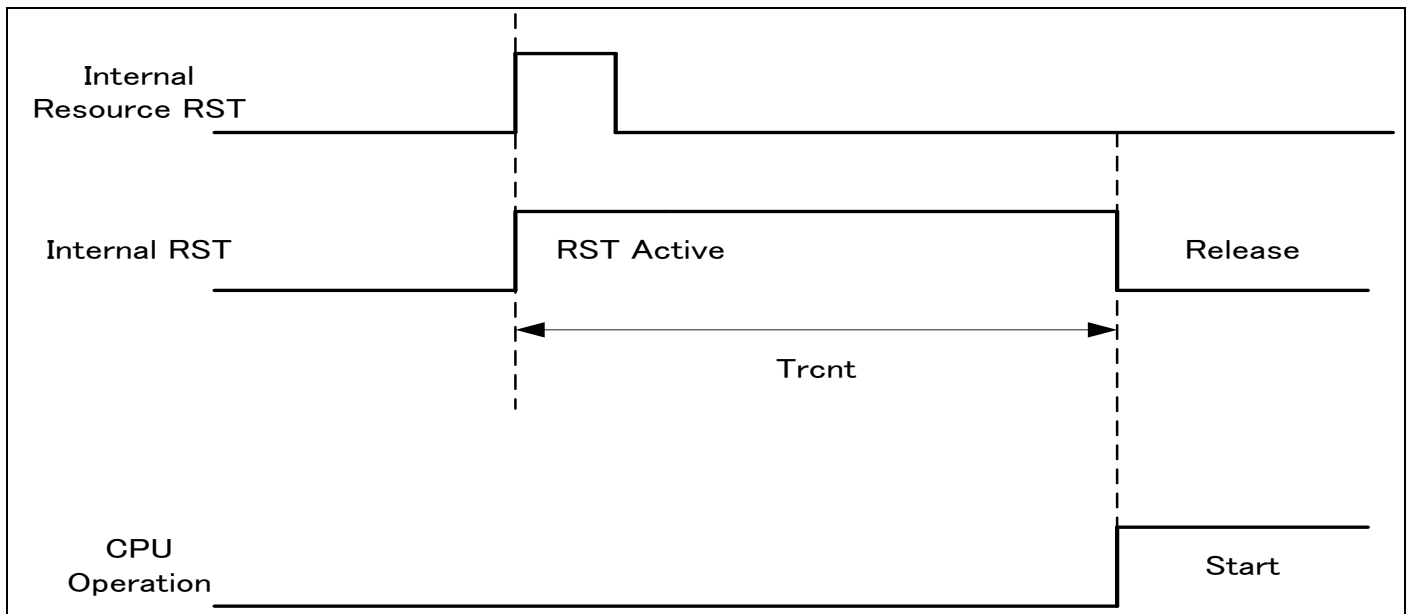 Internal
Resource RST
Internal RST
RST Active
Release
Trcnt
CPU
Operation
Start